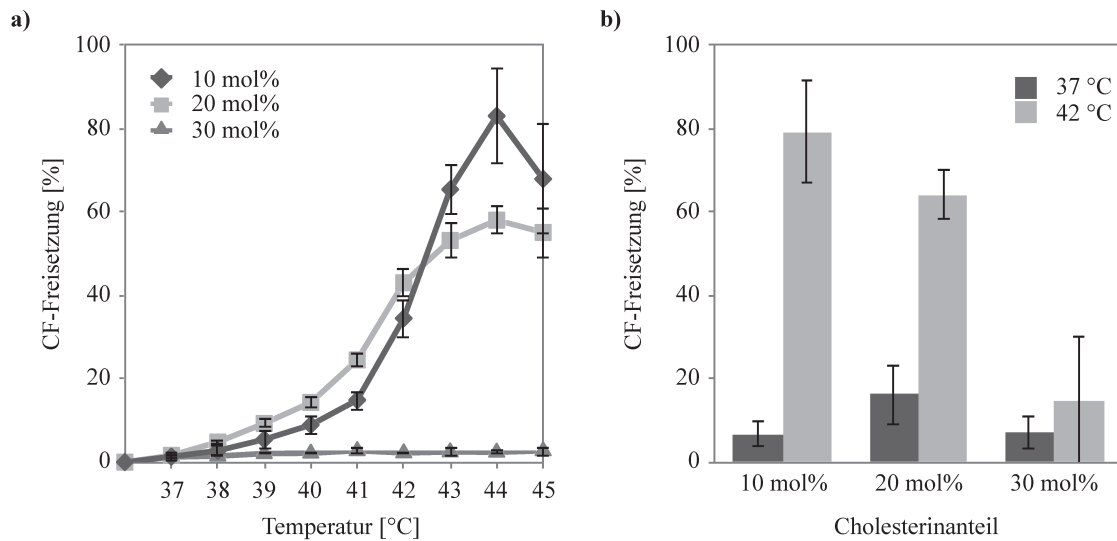 a)
CF-Freisetzung [%]
100
80
60
40
20
0
10 mol%
20 mol%
30 mol%
37 38 39 40 41 42 43 44 45
Temperatur [°C]
b)
CF-Freisetzung [%]
100
80
60
40
20
0
37 °C
42 °C
10 mol% 20 mol% 30 mol%
Cholesterinanteil